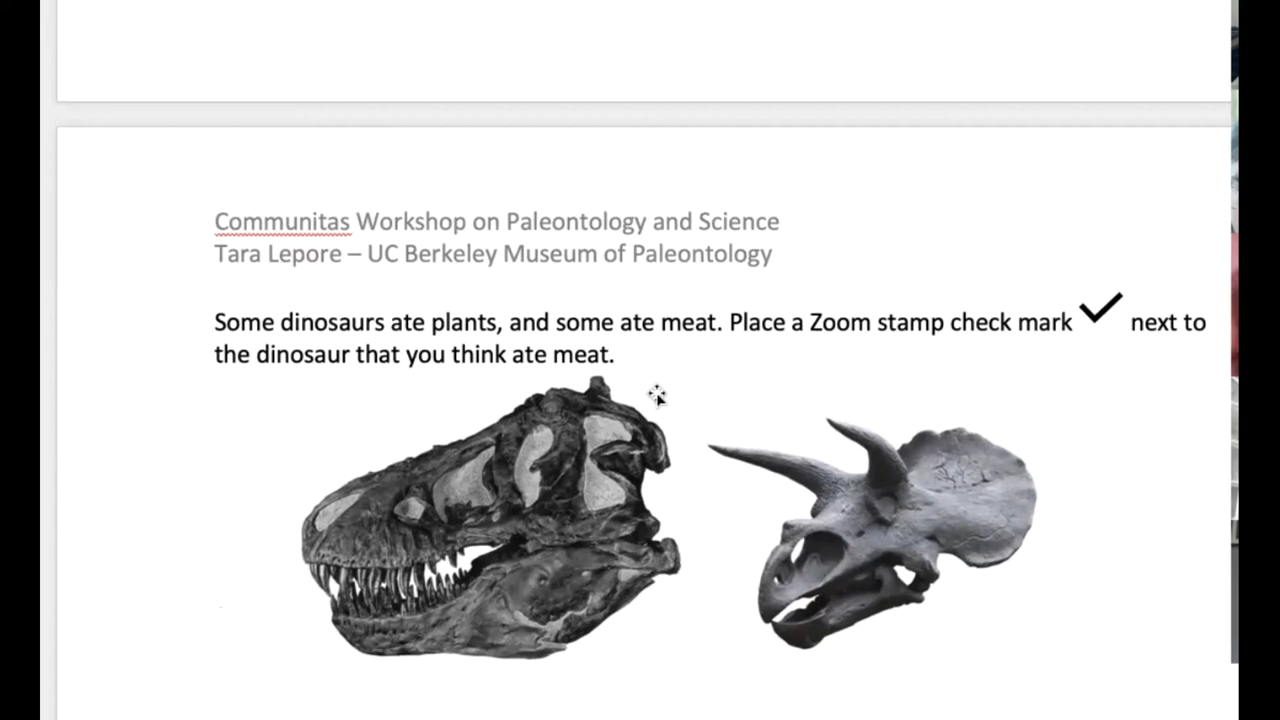 Communitas Workshop on Paleontology and Science
Tara Lepore – UC Berkeley Museum of Paleontology
Some dinosaurs ate plants, and some ate meat. Place a Zoom stamp check mark ✓ next to
the dinosaur that you think ate meat.